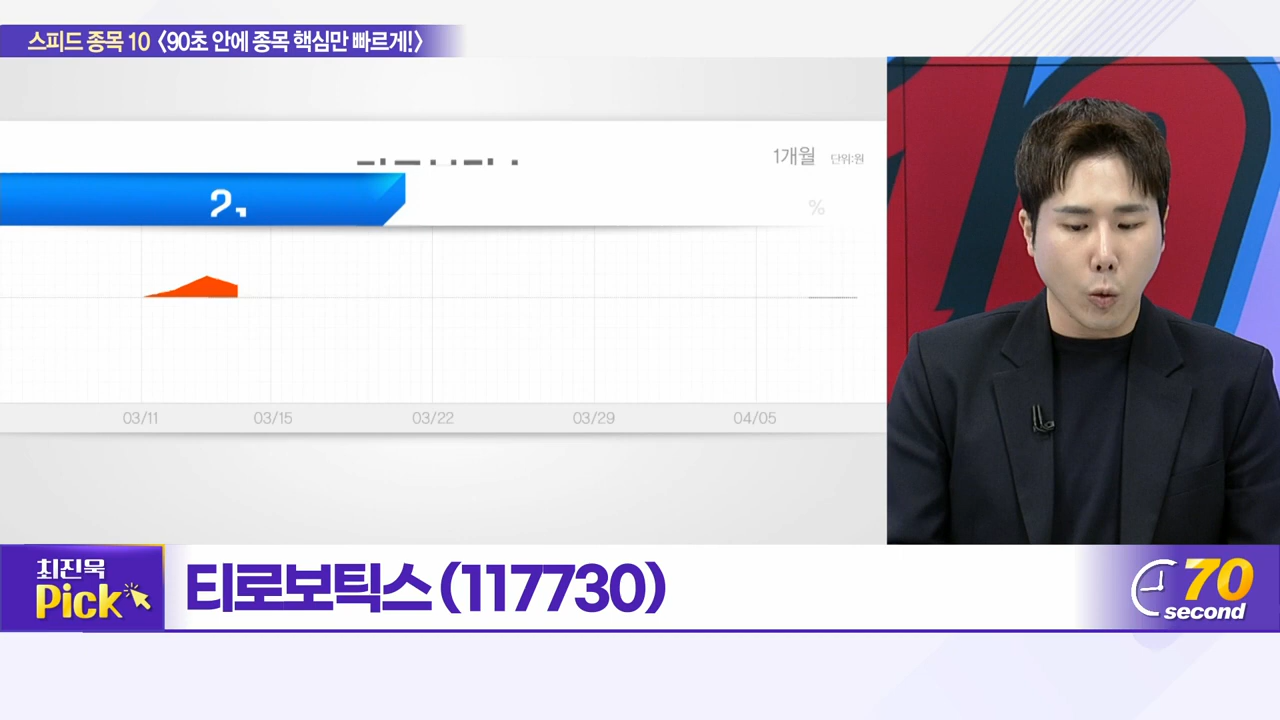 스피드 종목 10 〈90초 안에 종목 핵심만 빠르게!〉
1개월 단위:원
%
03/11 03/15 03/22 03/29 04/05
최진욱
Pick
티로보틱스(117730)
70
second